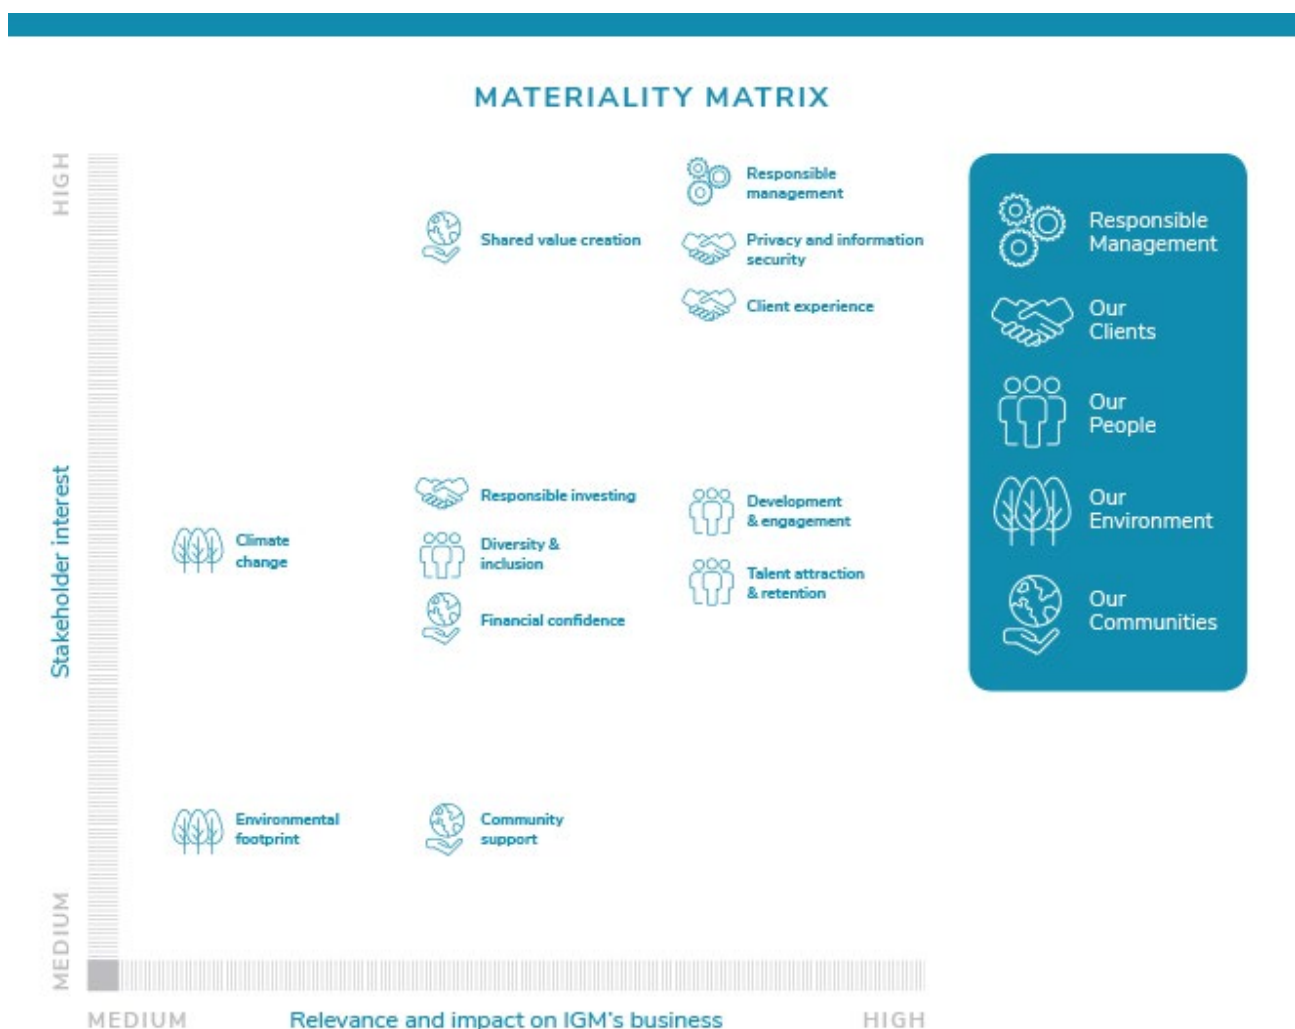 MATERIALITY MATRIX
HIGH
Stakeholder interest
MEDIUM
Responsible
management
Shared value creation
Privacy and information
security
Client experience
Responsible investing
Development
& engagement
Climate
change
Diversity &
inclusion
Talent attraction
& retention
Financial confidence
Environmental
footprint
Community
support
MEDIUM
Relevance and impact on IGM's business
HIGH
Responsible
Management
Our
Clients
Our
People
Our
Environment
Our
Communities